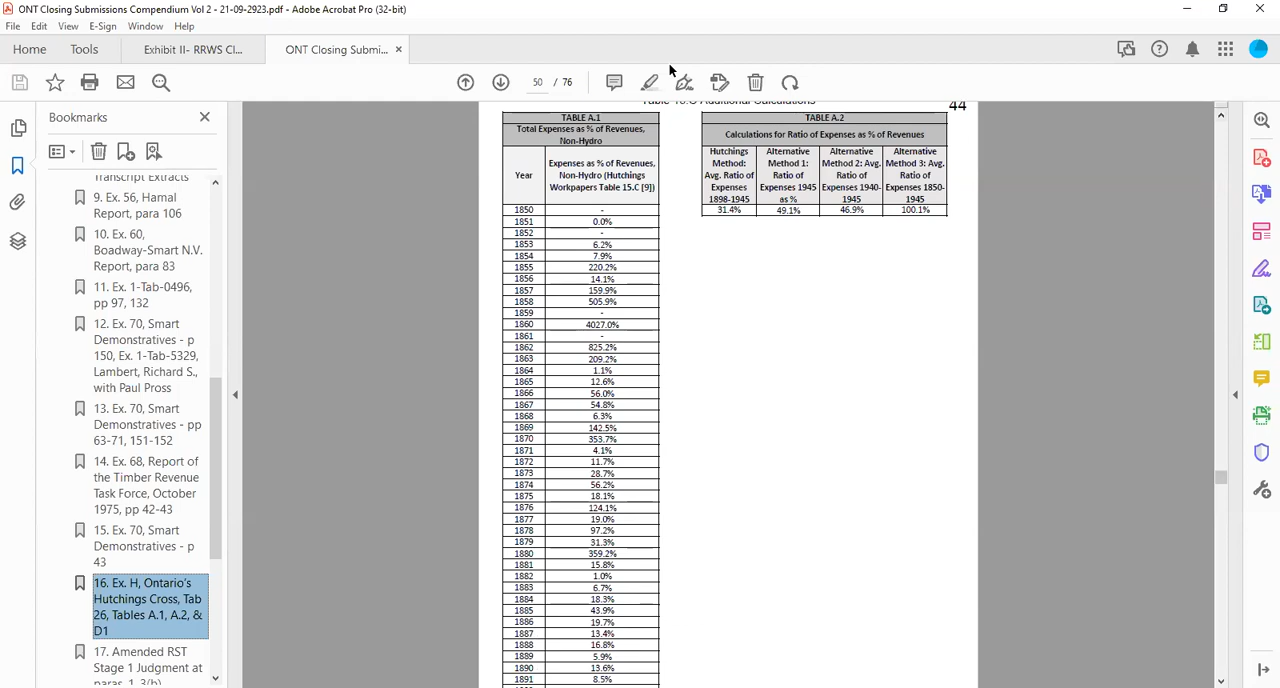 ONT Closing Submissions Compendium Vol 2 - 21-09-2923.pdf - Adobe Acrobat Pro (32-bit)
File Edit View E-Sign Window Help
Home Tools Exhibit II- RRWS Cl... ONT Closing Submi... ×
50 / 76
Bookmarks
Transcript Extracts
9. Ex. 56, Hamal
Report, para 106
10. Ex. 60,
Boadway-Smart N.V.
Report, para 83
11. Ex. 1-Tab-0496,
pp 97, 132
12. Ex. 70, Smart
Demonstratives - p
150, Ex. 1-Tab-5329,
Lambert, Richard S.,
with Paul Pross
13. Ex. 70, Smart
Demonstratives - pp
63-71, 151-152
14. Ex. 68, Report of
the Timber Revenue
Task Force, October
1975, pp 42-43
15. Ex. 70, Smart
Demonstratives - p
43
16. Ex. H, Ontario's
Hutchings Cross, Tab
26, Tables A.1, A.2, &
D1
17. Amended RST
Stage 1 Judgment at
paras. 1, 3(b)
44
TABLE A.1
Total Expenses as % of Revenues,
Non-Hydro
Year
Expenses as % of Revenues,
Non-Hydro (Hutchings
Workpapers Table 15.C [9])
1850 -
1851 0.0%
1852 -
1853 6.2%
1854 7.9%
1855 220.2%
1856 14.1%
1857 159.9%
1858 505.9%
1859 -
1860 4027.0%
1861 -
1862 825.2%
1863 209.2%
1864 1.1%
1865 12.6%
1866 56.0%
1867 54.8%
1868 6.3%
1869 142.5%
1870 353.7%
1871 4.1%
1872 11.7%
1873 28.7%
1874 56.2%
1875 18.1%
1876 124.1%
1877 19.0%
1878 97.2%
1879 31.3%
1880 359.2%
1881 15.8%
1882 1.0%
1883 6.7%
1884 18.3%
1885 43.9%
1886 19.7%
1887 13.4%
1888 16.8%
1889 5.9%
1890 13.6%
1891 8.5%
TABLE A.2
Calculations for Ratio of Expenses as % of Revenues
Hutchings
Method:
Avg. Ratio of
Expenses
1898-1945
Alternative
Method 1:
Ratio of
Expenses 1945
as %
Alternative
Method 2: Avg.
Ratio of
Expenses 1940-
1945
Alternative
Method 3: Avg.
Ratio of
Expenses 1850-
1945
31.4% 49.1% 46.9% 100.1%